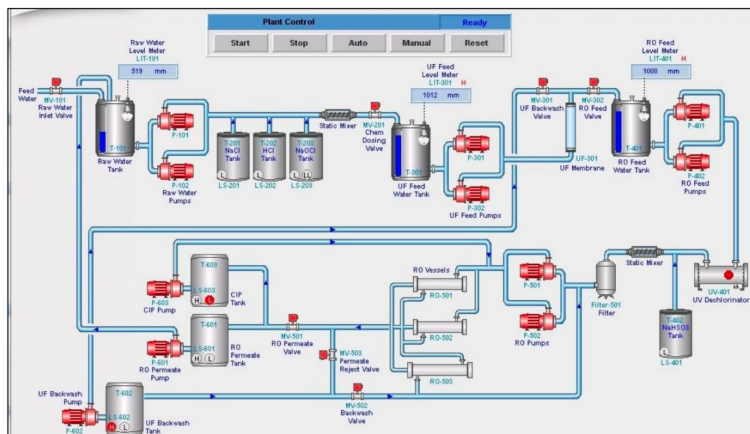 Plant Control
Ready
Start
Stop
Auto
Manual
Reset
Raw Water
Level Meter
LIT-101
519 mm
UF Feed
Level Meter
LIT-301 H
1012 mm
RO Feed
Level Meter
LIT-401 H
1008 mm
Feed
Water
MV-101
Raw Water
Inlet Valve
T-101
Raw Water
Tank
P-101
P-102
Raw Water
Pumps
T-201
NaCl
Tank
L
LS-201
T-202
HCl
Tank
L
LS-202
T-203
NaOCl
Tank
L
LL
LS-203
Static Mixer
MV-201
Chem
Dosing
Valve
T-301
UF Feed
Water Tank
P-301
P-302
UF Feed Pumps
MV-301
UF Backwash
Valve
MV-302
RO Feed
Valve
UF-301
UF Membrane
T-401
RO Feed
Water Tank
P-401
P-402
RO Feed
Pumps
T-603
LS-603
H
L
CIP
Tank
P-603
CIP Pump
T-601
LS-601
H
L
RO
Permeate
Tank
P-601
RO Permeate
Pump
MV-501
RO Permeate
Valve
MV-503
Permeate
Reject Valve
MV-502
Backwash
Valve
RO Vessels
RO-501
RO-502
RO-503
P-501
P-502
RO Pumps
Filter-501
Filter
Static Mixer
UV-401
UV Dechlorinator
T-402
NaHSO3
Tank
L
LS-401
UF Backwash
Pump
P-602
T-602
LS-602
H
L
UF Backwash
Tank